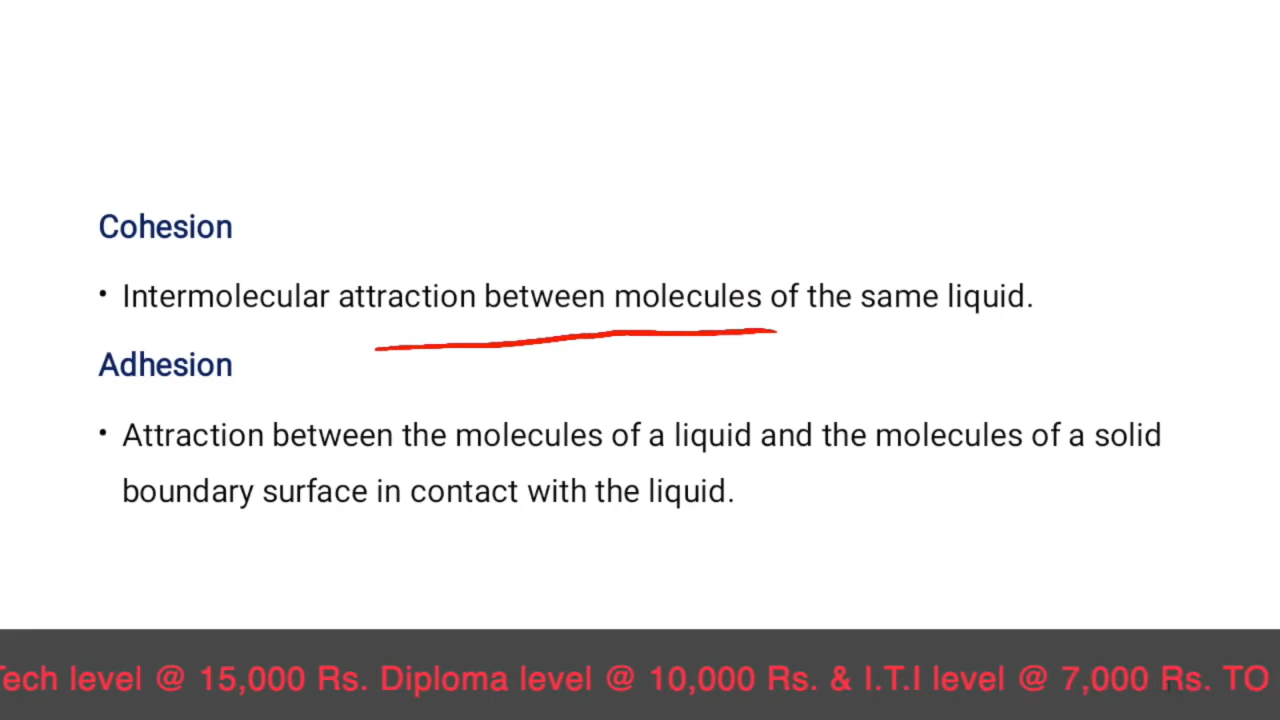 Cohesion
• Intermolecular attraction between molecules of the same liquid.
Adhesion
• Attraction between the molecules of a liquid and the molecules of a solid
boundary surface in contact with the liquid.
Tech level @ 15,000 Rs. Diploma level @ 10,000 Rs. & I.T.I level @ 7,000 Rs. TO